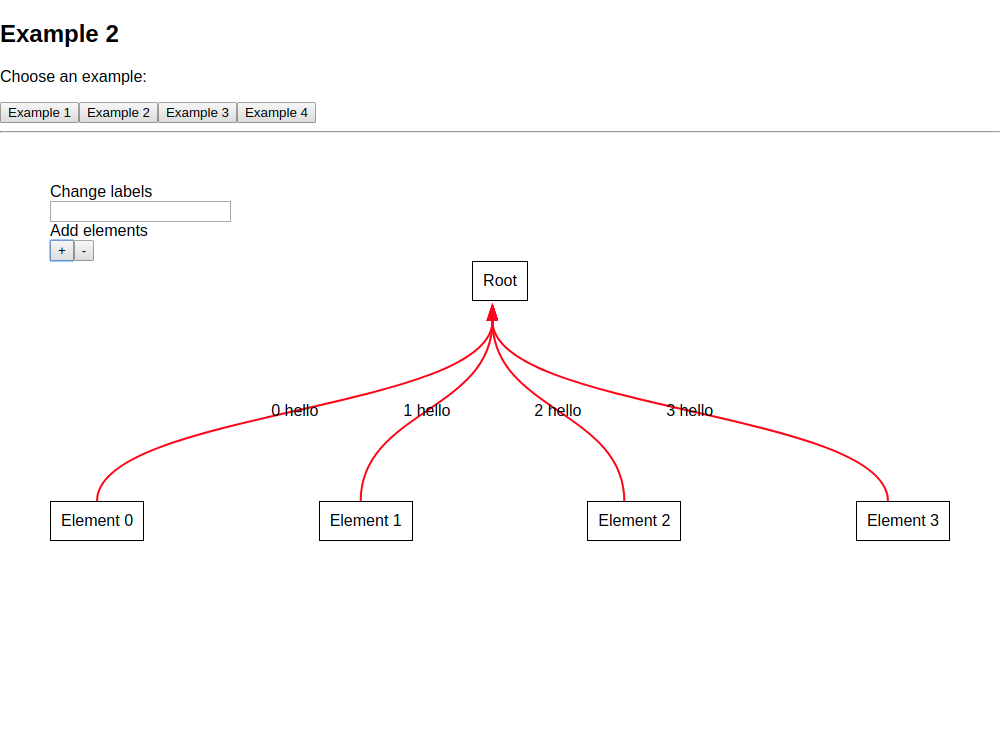 Example 2
Choose an example:
Example 1 Example 2 Example 3 Example 4
Change labels
Add elements
+ -
Root
0 hello 1 hello 2 hello 3 hello
Element 0 Element 1 Element 2 Element 3